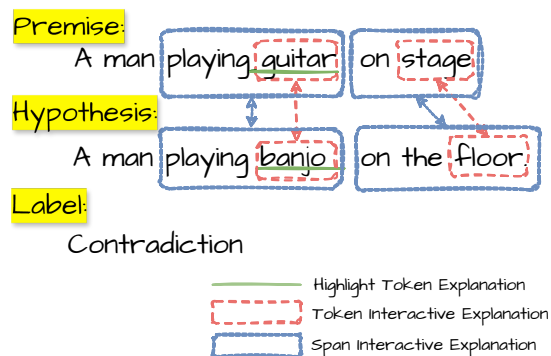 Premise:
A man playing guitar on stage
Hypothesis:
A man playing banjo on the floor.
Label:
Contradiction
Highlight Token Explanation
Token Interactive Explanation
Span Interactive Explanation